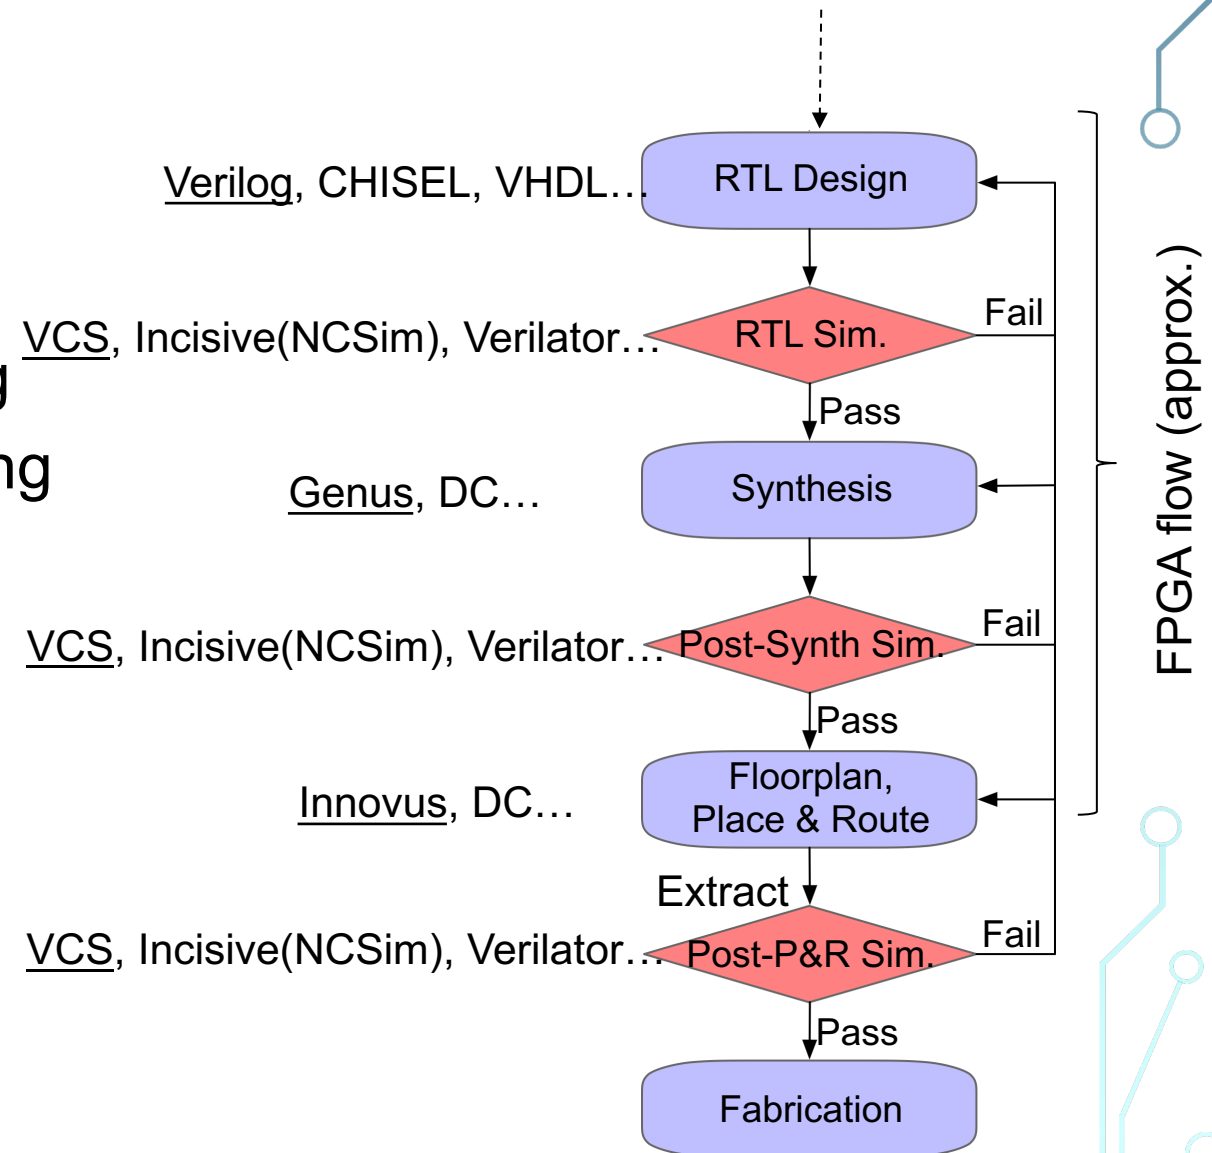 Verilog, CHISEL, VHDL…
RTL Design
VCS, Incisive(NCSim), Verilator…
RTL Sim.
Fail
Pass
Genus, DC…
Synthesis
VCS, Incisive(NCSim), Verilator…
Post-Synth Sim.
Fail
Pass
Innovus, DC…
Floorplan,
Place & Route
Extract
VCS, Incisive(NCSim), Verilator…
Post-P&R Sim.
Fail
Pass
Fabrication
FPGA flow (approx.)